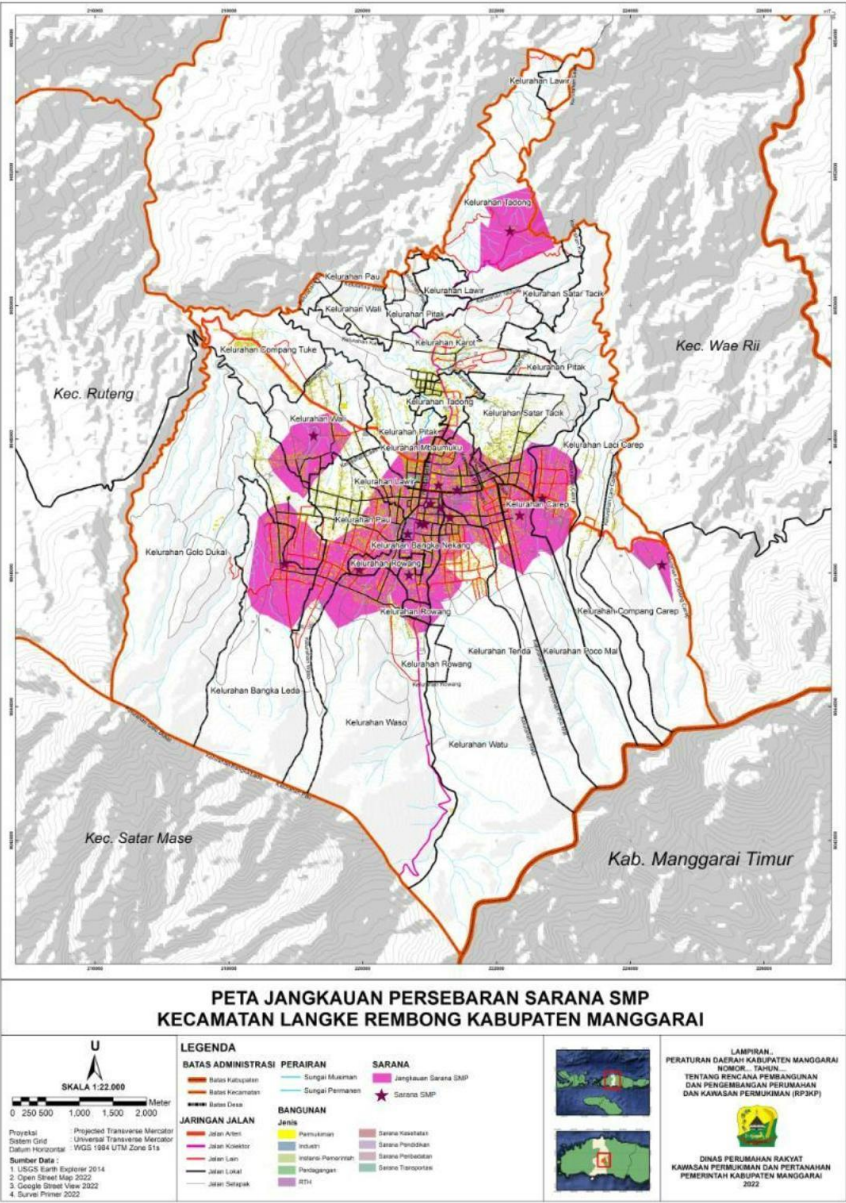 Kelurahan Lawir
Kelurahan Tadong
Kelurahan Pau
Kelurahan Lawir
Kelurahan Satar Tacik
Kelurahan Wali
Kelurahan Pitak
Kelurahan Karot
Kelurahan Compang Tuke
Kec. Wae Rii
Kelurahan Pitak
Kec. Ruteng
Kelurahan Tadong
Kelurahan Satar Tacik
Kelurahan Wali
Kelurahan Pitak
Kelurahan Mbaumuku
Kelurahan Laci Carep
Kelurahan Lawir
Kelurahan Carep
Kelurahan Pau
Kelurahan Bangka Nekang
Kelurahan Golo Dukal
Kelurahan Rowang
Kelurahan Rowang
Kelurahan Compang Carep
Kelurahan Tenda
Kelurahan Poco Mal
Kelurahan Rowang
Kelurahan Bangka Leda
Kelurahan Waso
Kelurahan Watu
Kec. Satar Mase
Kab. Manggarai Timur
PETA JANGKAUAN PERSEBARAN SARANA SMP
KECAMATAN LANGKE REMBONG KABUPATEN MANGGARAI
U
SKALA 1:22.000
Meter
0 250 500 1,000 1,500 2.000
Proyeksi : Projected Transverse Mercator
Sistem Grid : Universal Transverse Mercator
Datum Horizontal : WGS 1984 UTM Zone 51s
Sumber Data :
1. USGS Earth Explorer 2014
2. Open Street Map 2022
3. Google Street View 2022
4. Survei Primer 2022
LEGENDA
BATAS ADMINISTRASI
Batas Kabupaten
Batas Kecamatan
Batas Desa
JARINGAN JALAN
Jalan Arteri
Jalan Kolektor
Jalan Lain
Jalan Lokal
Jalan Setapak
PERAIRAN
Sungai Musiman
Sungai Permanen
BANGUNAN
Jenis
Permukiman
Industri
Instansi Pemerintah
Perdagangan
RTH
Sarana Kesehatan
Sarana Pendidikan
Sarana Peribadatan
Sarana Transportasi
SARANA
Jangkauan Sarana SMP
Sarana SMP
LAMPIRAN..
PERATURAN DAERAH KABUPATEN MANGGARAI
NOMOR... TAHUN....
TENTANG RENCANA PEMBANGUNAN
DAN PENGEMBANGAN PERUMAHAN
DAN KAWASAN PERMUKIMAN (RP3KP)
DINAS PERUMAHAN RAKYAT
KAWASAN PERMUKIMAN DAN PERTANAHAN
PEMERINTAH KABUPATEN MANGGARAI
2022